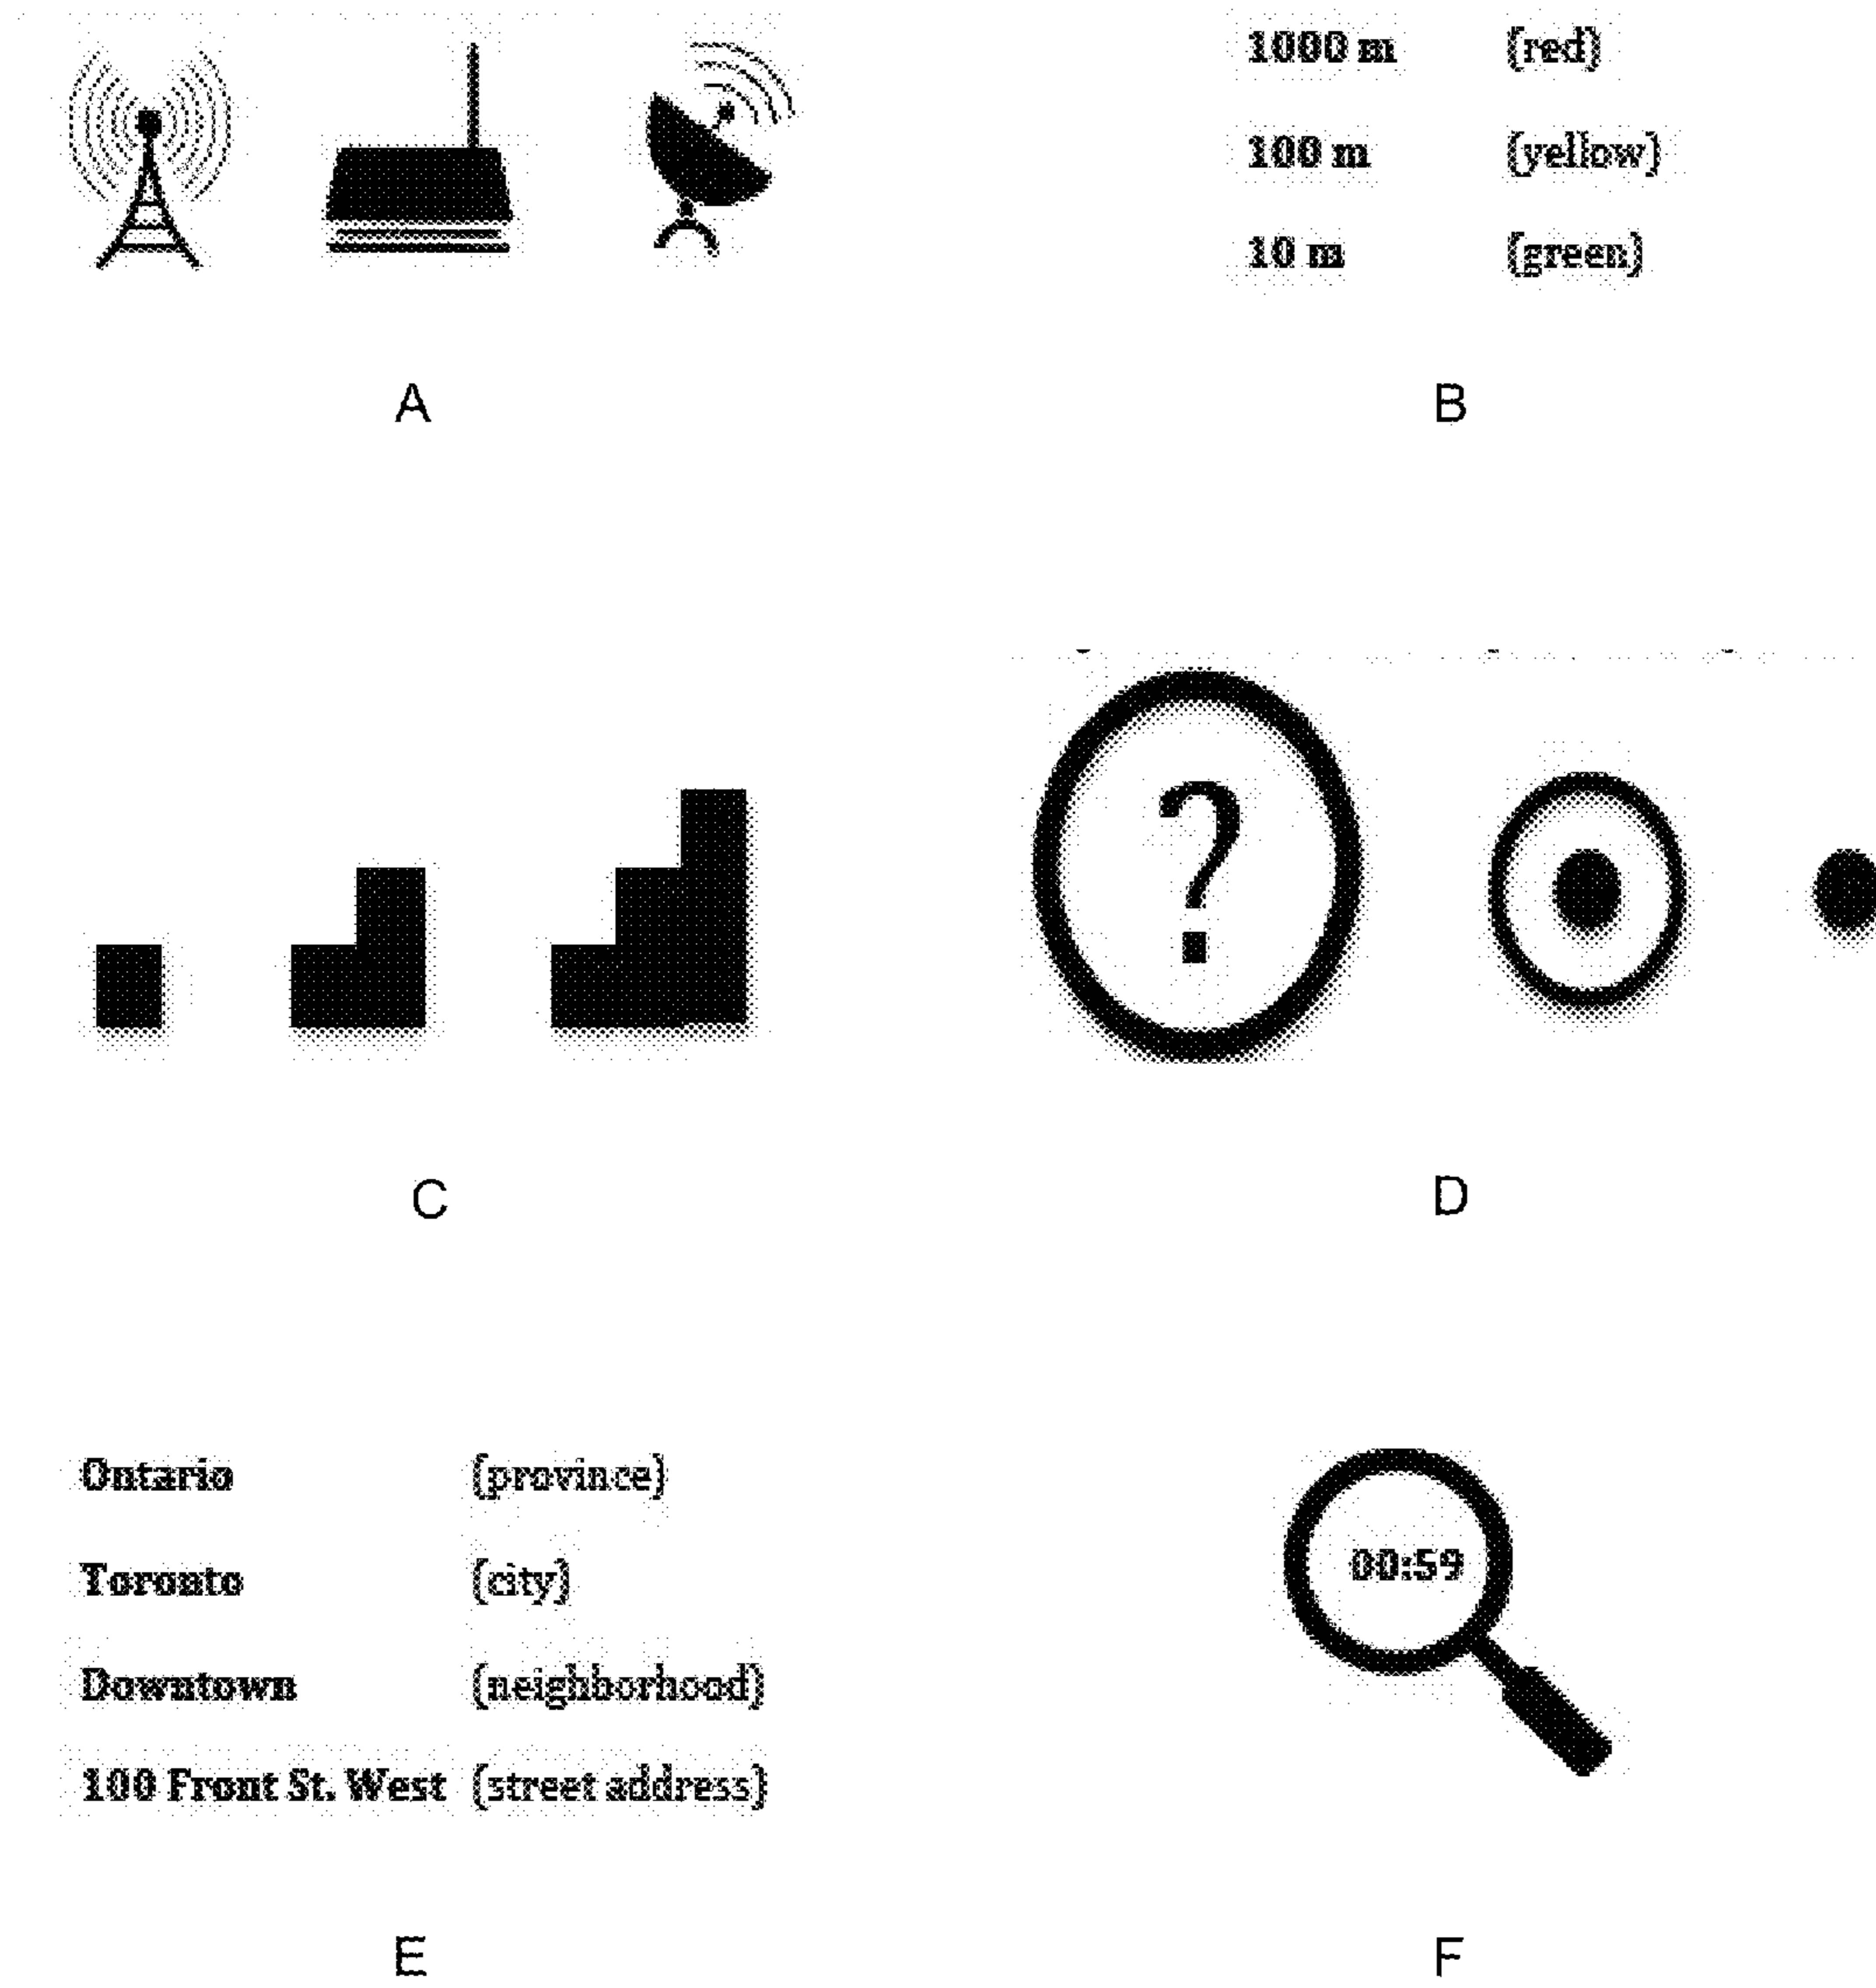 1000 m (red)
100 m (yellow)
10 m (green)
A
B
?
C
D
Ontario (province)
Toronto (city)
Downtown (neighborhood)
100 Front St. West (street address)
00:59
E
F